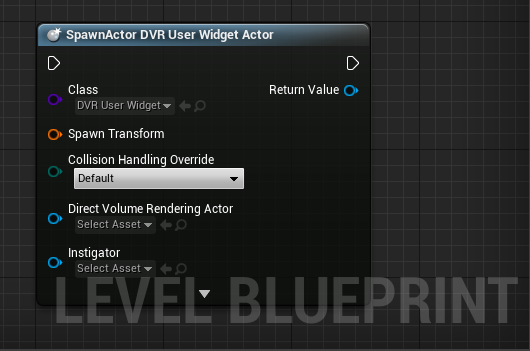 SpawnActor DVR User Widget Actor
Class
Return Value
DVR User Widget
Spawn Transform
Collision Handling Override
Default
Direct Volume Rendering Actor
Select Asset
Instigator
Select Asset
LEVEL BLUEPRINT